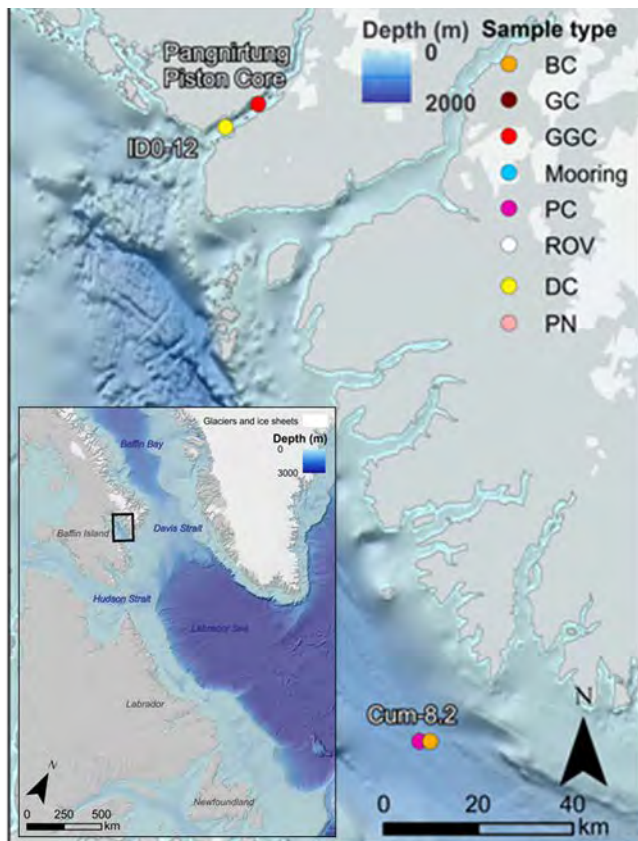 Pangnirtung
Piston Core
ID0-12
Depth (m)
0
2000
Sample type
BC
GC
GGC
Mooring
PC
ROV
DC
PN
Glaciers and ice sheets
Depth (m)
0
3000
Baffin Bay
Baffin Island
Davis Strait
Hudson Strait
Labrador Sea
Labrador
Newfoundland
N
0 250 500
km
Cum-8.2
N
0 20 40
km